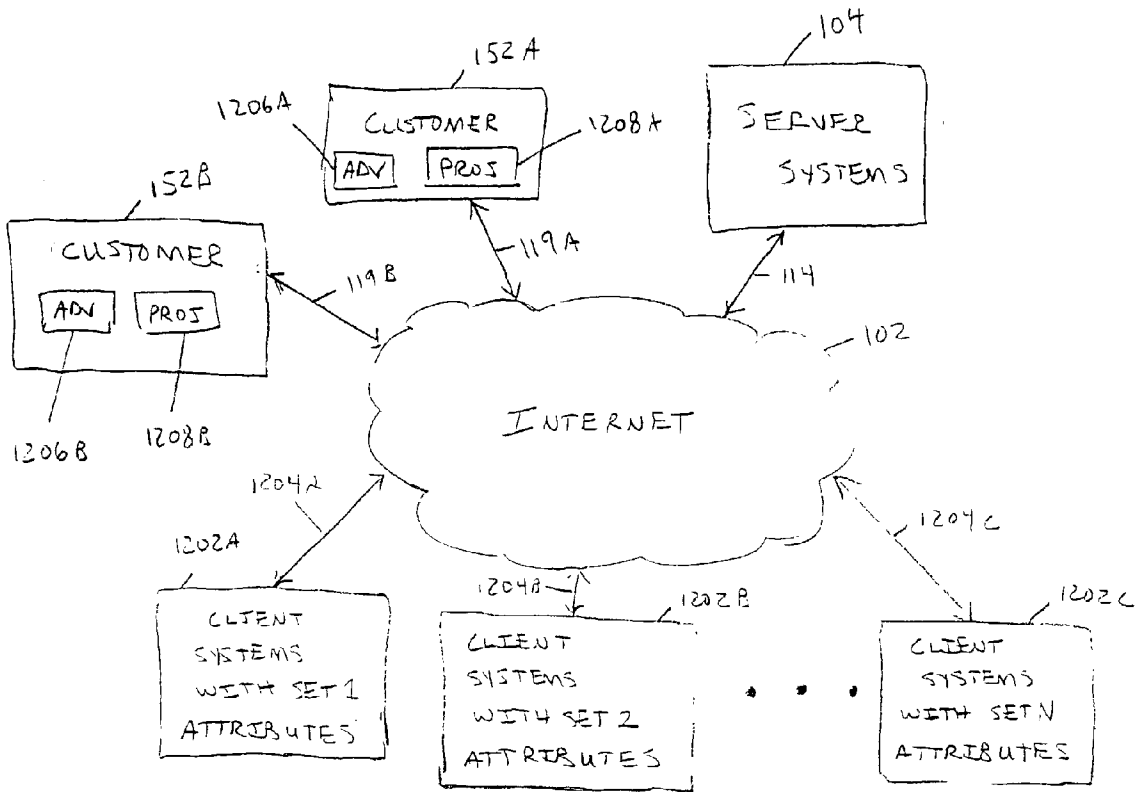 104
152A
1206A
CUSTOMER
1208A
ADV
PROJ
SERVER
SYSTEMS
152B
CUSTOMER
ADV
PROJ
119B
119A
114
102
1206B
1208B
INTERNET
1204A
1204C
1202A
1204B
1202B
1202C
CLIENT
SYSTEMS
WITH SET 1
ATTRIBUTES
CLIENT
SYSTEMS
WITH SET 2
ATTRIBUTES
. . .
CLIENT
SYSTEMS
WITH SET N
ATTRIBUTES